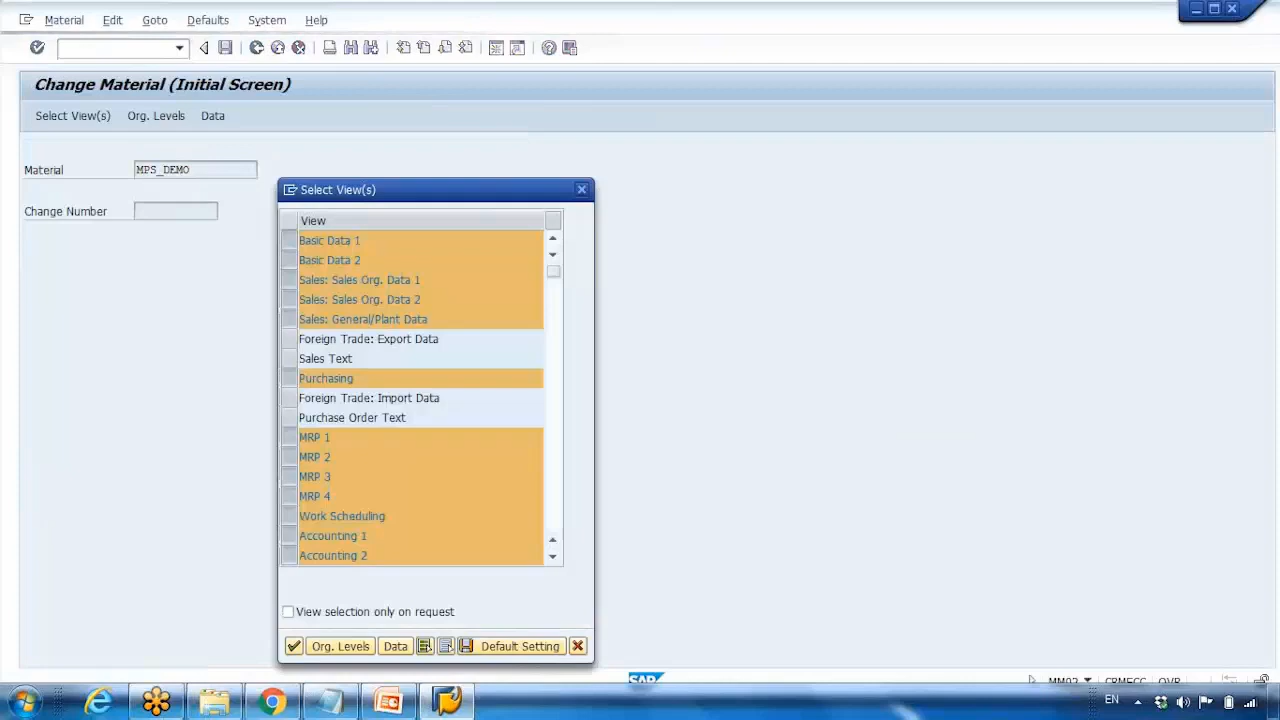 Material Edit Goto Defaults System Help
Change Material (Initial Screen)
Select View(s) Org. Levels Data
Material MPS_DEMO
Change Number
Select View(s)
View
Basic Data 1
Basic Data 2
Sales: Sales Org. Data 1
Sales: Sales Org. Data 2
Sales: General/Plant Data
Foreign Trade: Export Data
Sales Text
Purchasing
Foreign Trade: Import Data
Purchase Order Text
MRP 1
MRP 2
MRP 3
MRP 4
Work Scheduling
Accounting 1
Accounting 2
View selection only on request
Org. Levels Data Default Setting
SAP
MM02 CRMECC OVR
EN